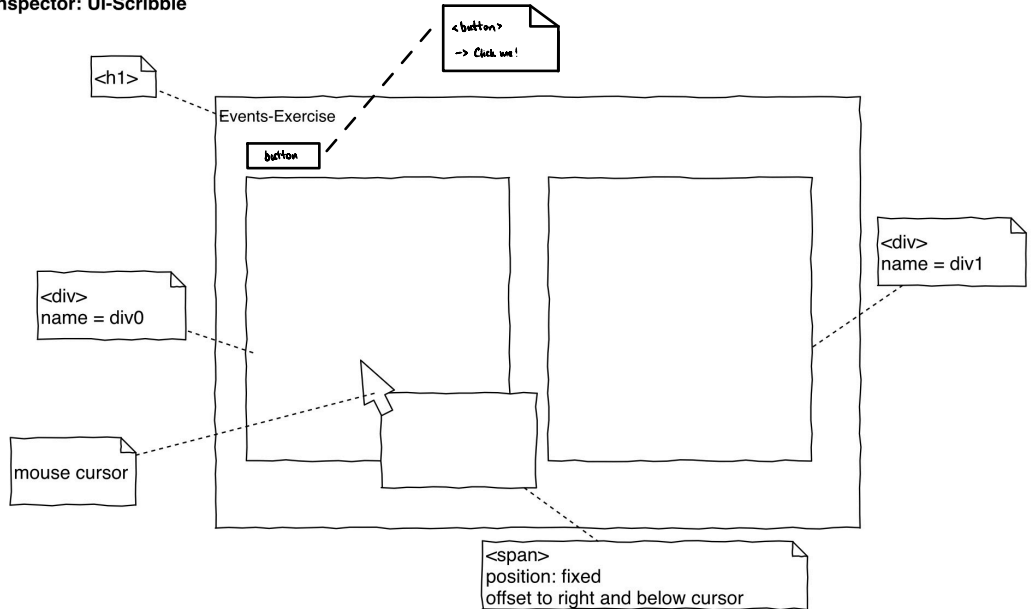 nspector: UI-Scribble
<button>
-> Click me!
<h1>
Events-Exercise
button
<div>
name = div1
<div>
name = div0
mouse cursor
<span>
position: fixed
offset to right and below cursor